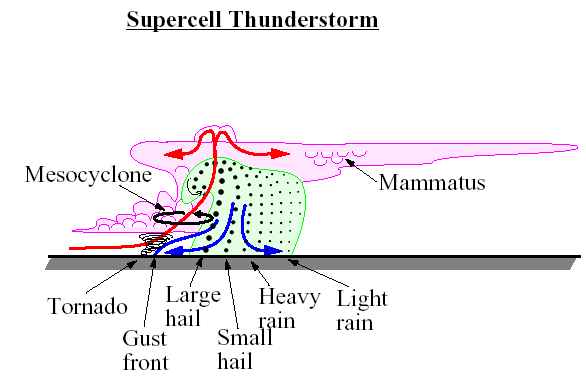 Supercell Thunderstorm
Mesocyclone
Mammatus
Tornado
Gust
front
Large
hail
Small
hail
Heavy
rain
Light
rain